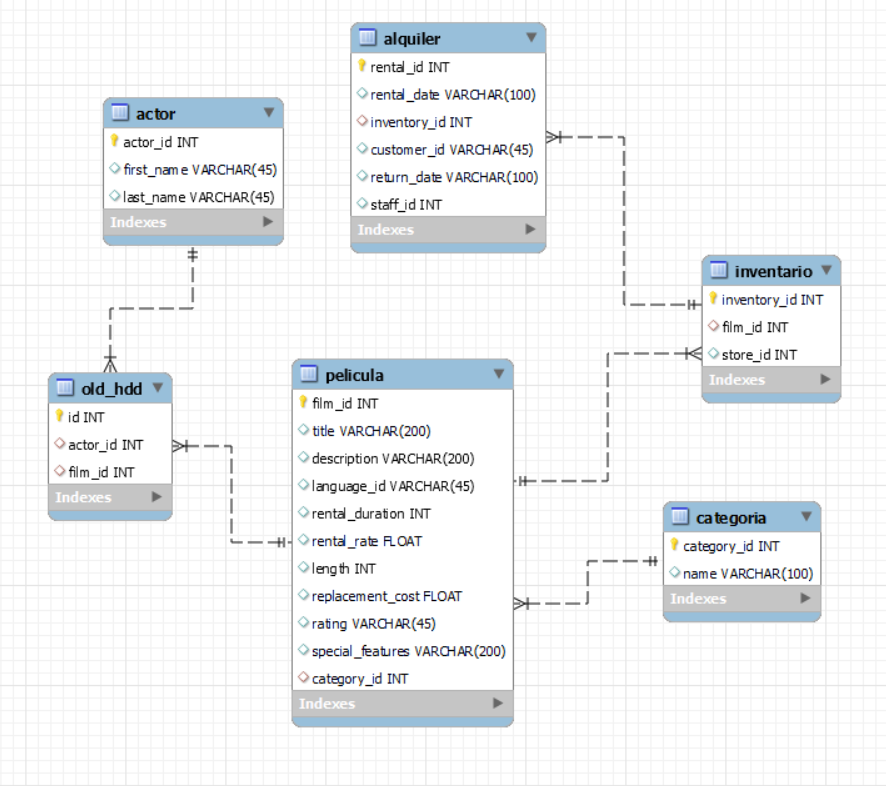 alquiler
rental_id INT
rental_date VARCHAR(100)
inventory_id INT
customer_id VARCHAR(45)
return_date VARCHAR(100)
staff_id INT
Indexes
actor
actor_id INT
first_name VARCHAR(45)
last_name VARCHAR(45)
Indexes
inventario
inventory_id INT
film_id INT
store_id INT
Indexes
old_hdd
id INT
actor_id INT
film_id INT
Indexes
pelicula
film_id INT
title VARCHAR(200)
description VARCHAR(200)
language_id VARCHAR(45)
rental_duration INT
rental_rate FLOAT
length INT
replacement_cost FLOAT
rating VARCHAR(45)
special_features VARCHAR(200)
category_id INT
Indexes
categoria
category_id INT
name VARCHAR(100)
Indexes